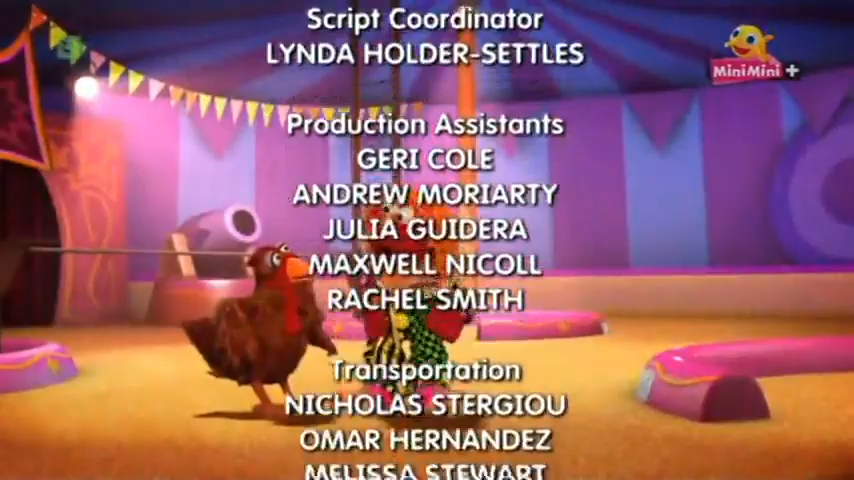 Script Coordinator
LYNDA HOLDER-SETTLES
MiniMini +
Production Assistants
GERI COLE
ANDREW MORIARTY
JULIA GUIDERA
MAXWELL NICOLL
RACHEL SMITH
Transportation
NICHOLAS STERGIOU
OMAR HERNANDEZ
MELISSA STEWART